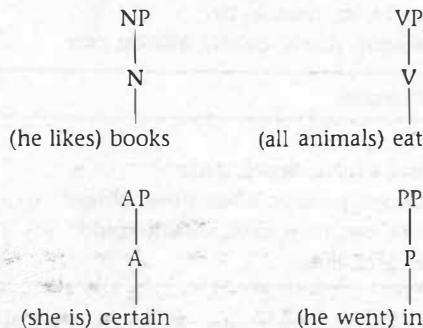 NP VP
N V
(he likes) books (all animals) eat
AP PP
A P
(she is) certain (he went) in